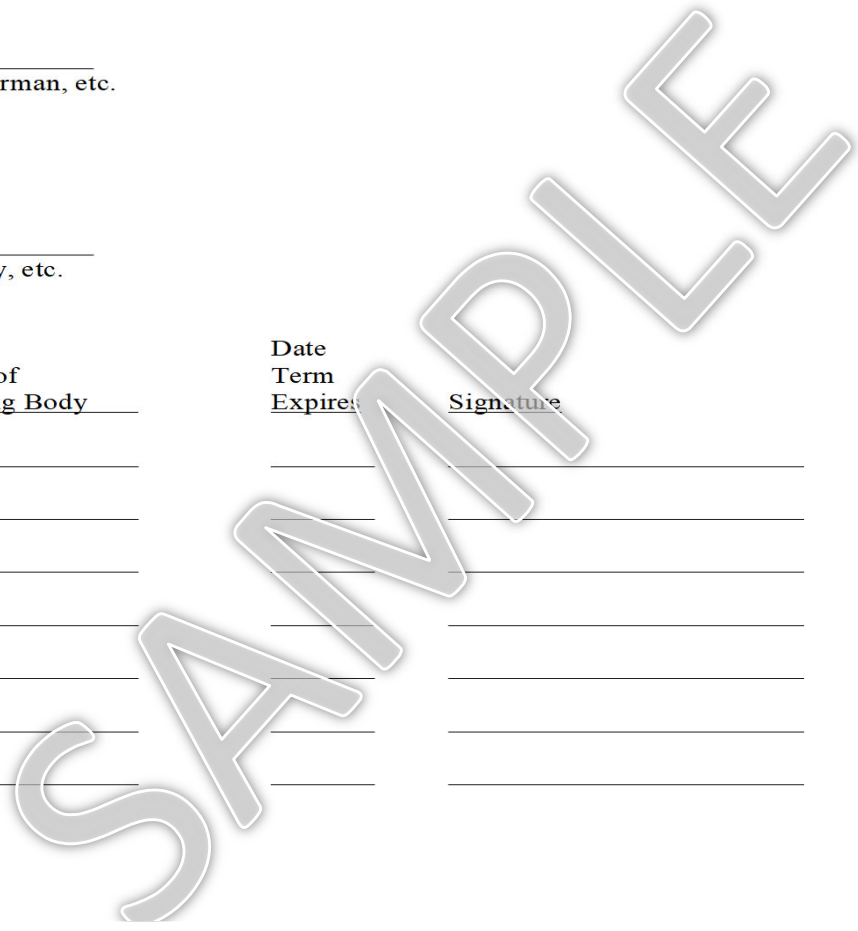 rman, etc.
y, etc.
Date
of Term
g Body Expires Signature
SAMPLE